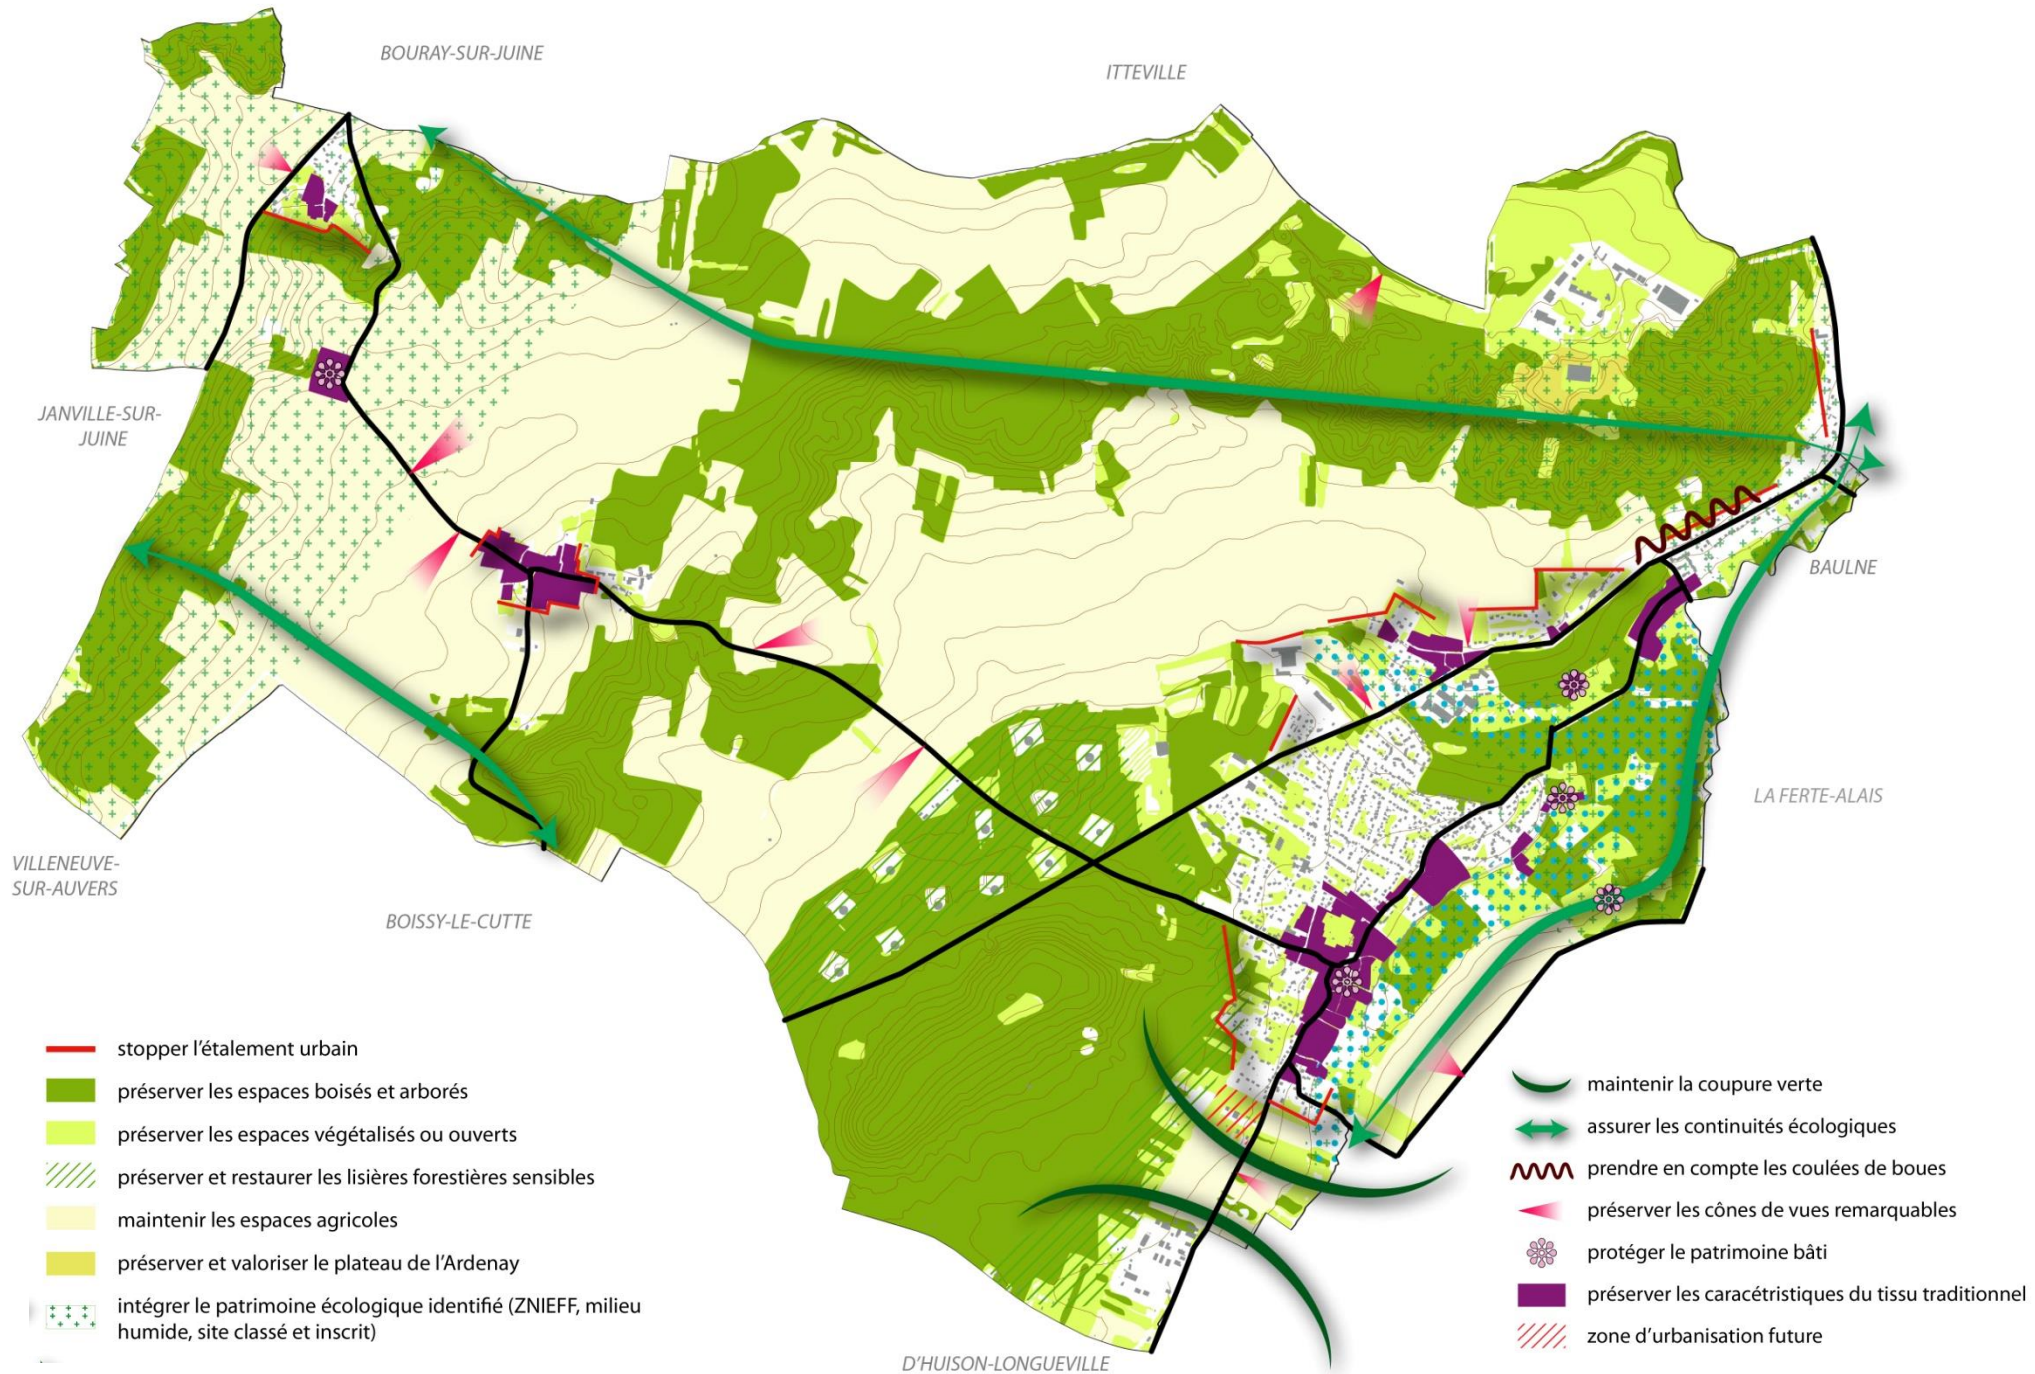 BOURAY-SUR-JUINE
ITTEVILLE
JANVILLE-SUR-
JUINE
BAULNE
LA FERTE-ALAIS
VILLENEUVE-
SUR-AUVERS
BOISSY-LE-CUTTE
D'HUISON-LONGUEVILLE
stopper l'étalement urbain
préserver les espaces boisés et arborés
préserver les espaces végétalisés ou ouverts
préserver et restaurer les lisières forestières sensibles
maintenir les espaces agricoles
préserver et valoriser le plateau de l'Ardenay
intégrer le patrimoine écologique identifié (ZNIEFF, milieu
humide, site classé et inscrit)
maintenir la coupure verte
assurer les continuités écologiques
prendre en compte les coulées de boues
préserver les cônes de vues remarquables
protéger le patrimoine bâti
préserver les caracétristiques du tissu traditionnel
zone d'urbanisation future